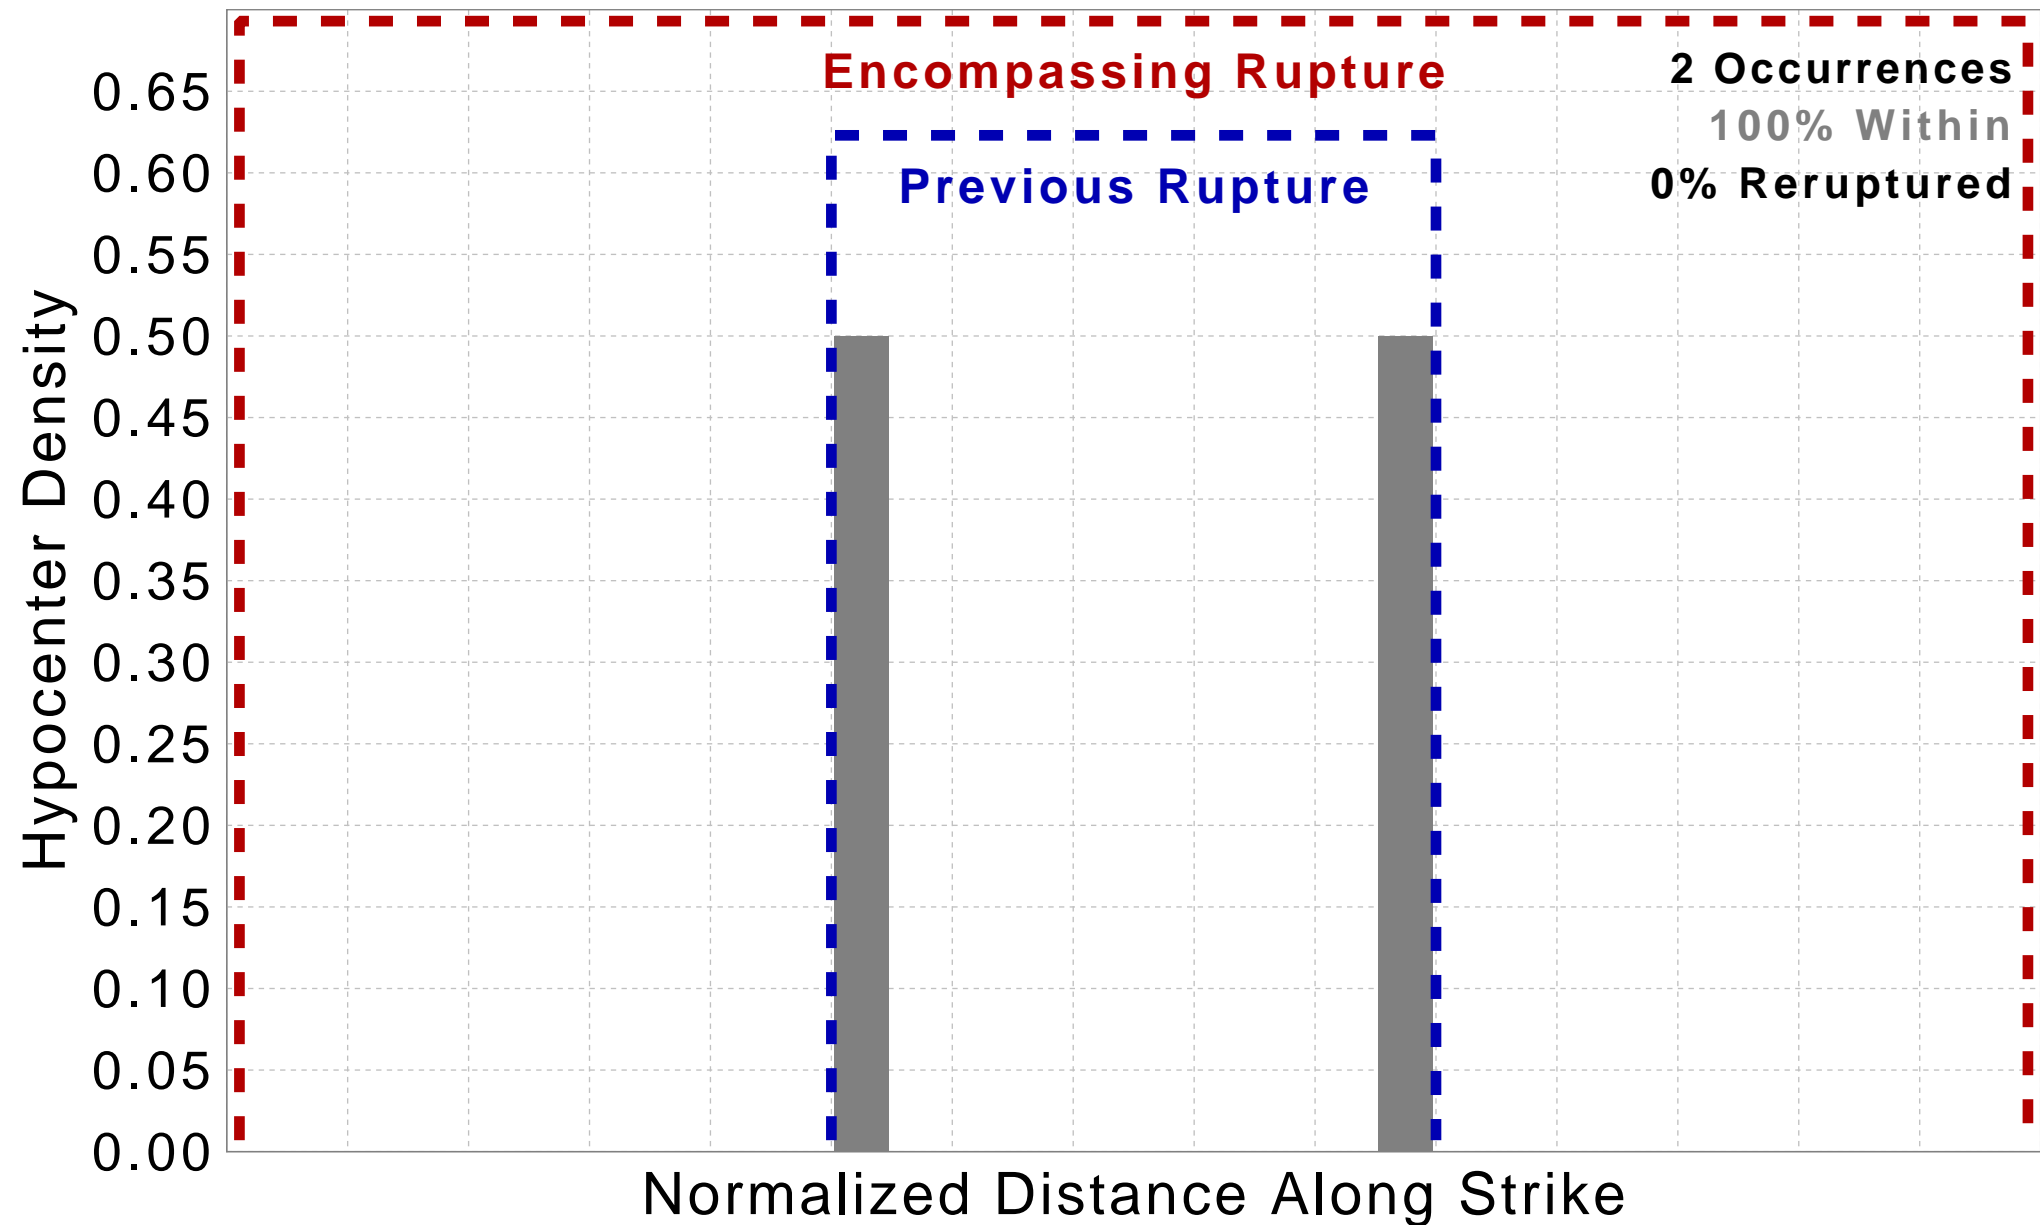 Encompassing Rupture
2 Occurrences
100% Within
Previous Rupture
0% Reruptured
Hypocenter Density
0.65
0.60
0.55
0.50
0.45
0.40
0.35
0.30
0.25
0.20
0.15
0.10
0.05
0.00
Normalized Distance Along Strike